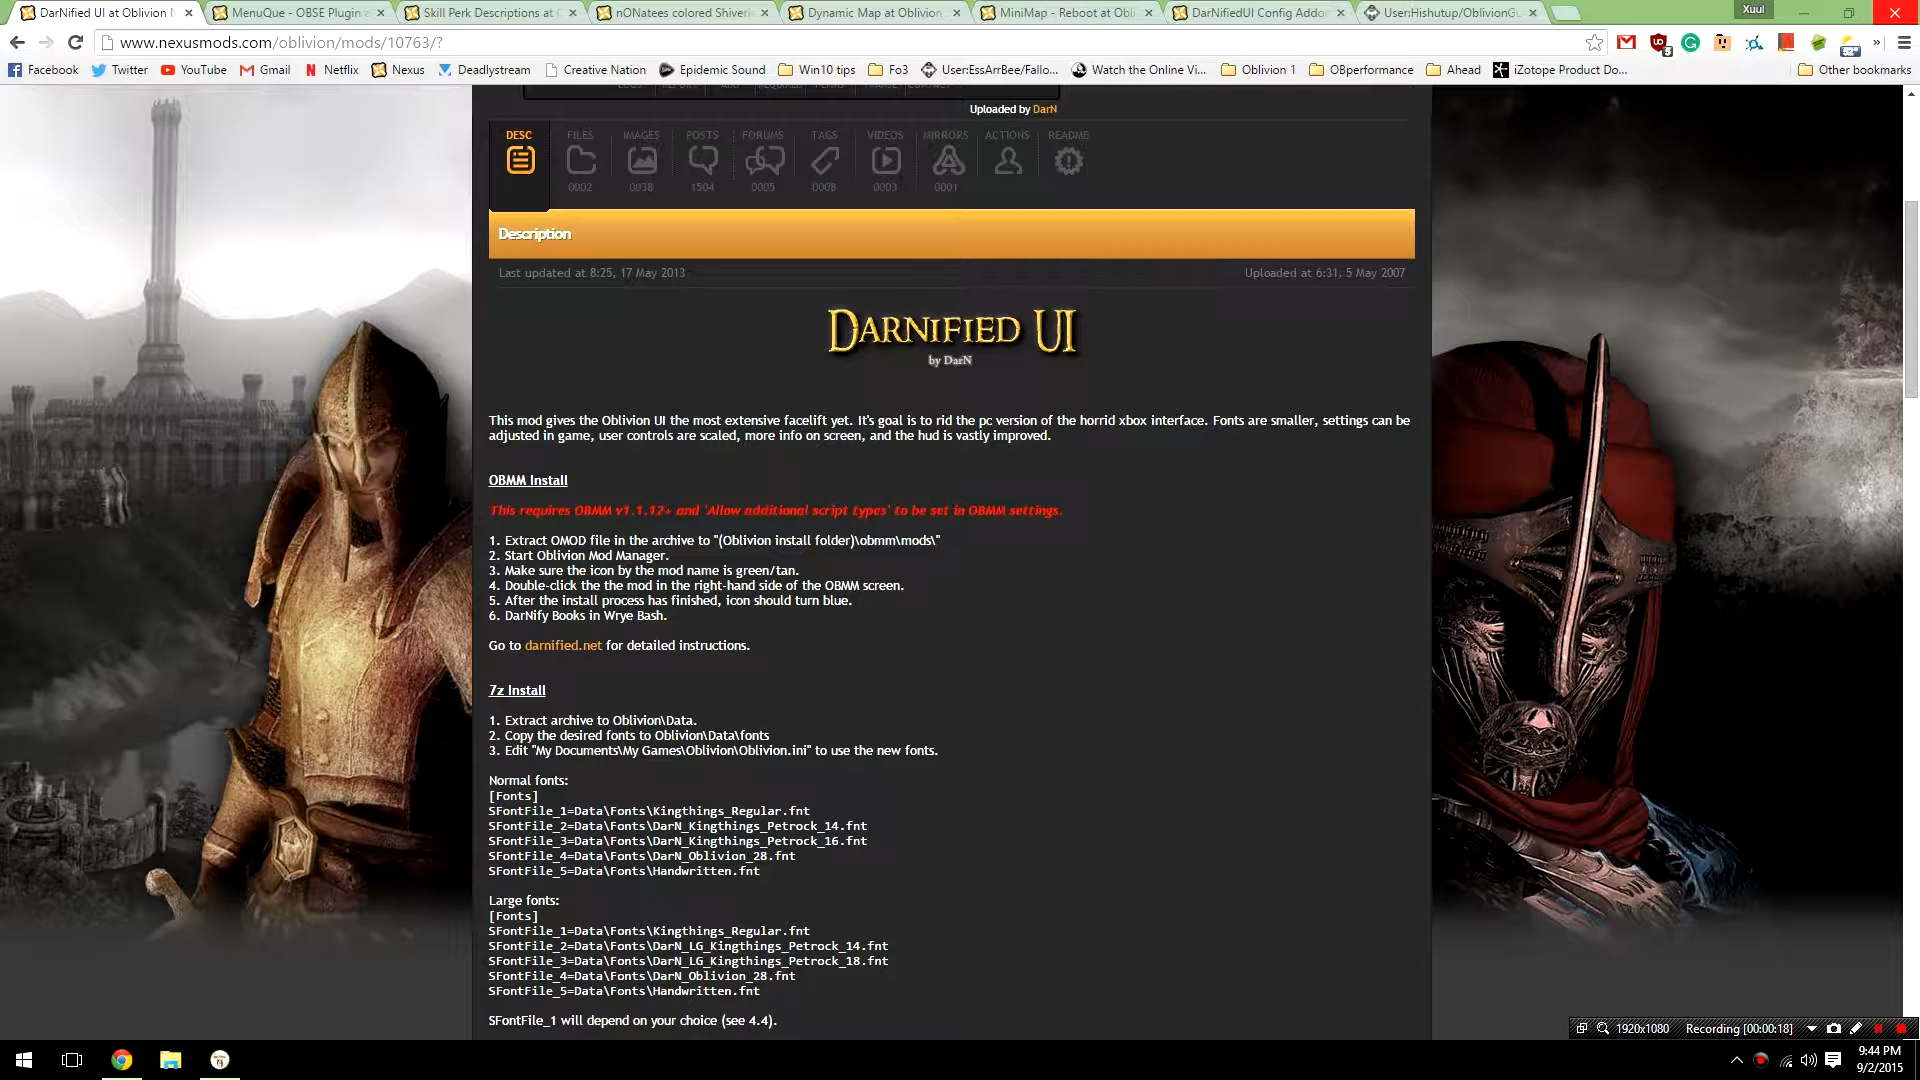 DarNified UI at Oblivion N
MenuQue - OBSE Plugin a
Skill Perk Descriptions at O
nONatees colored Shiverin
Dynamic Map at Oblivion
MiniMap - Reboot at Obli
DarNifiedUI Config Addon
User:Hishutup/OblivionGu
Xuul
www.nexusmods.com/oblivion/mods/10763/?
Facebook
Twitter
YouTube
Gmail
Netflix
Nexus
Deadlystream
Creative Nation
Epidemic Sound
Win10 tips
Fo3
User:EssArrBee/Fallo...
Watch the Online Vi...
Oblivion 1
OBperformance
Ahead
iZotope Product Do...
Other bookmarks
Uploaded by DarN
DESC
FILES
IMAGES
POSTS
FORUMS
TAGS
VIDEOS
MIRRORS
ACTIONS
README
0002
0038
1504
0005
0008
0003
0001
Description
Last updated at 8:25, 17 May 2013
Uploaded at 6:31, 5 May 2007
DARNIFIED UI
by DarN
This mod gives the Oblivion UI the most extensive facelift yet. It's goal is to rid the pc version of the horrid xbox interface. Fonts are smaller, settings can be
adjusted in game, user controls are scaled, more info on screen, and the hud is vastly improved.
OBMM Install
This requires OBMM v1.1.12+ and 'Allow additional script types' to be set in OBMM settings.
1. Extract OMOD file in the archive to "(Oblivion install folder)\obmm\mods\"
2. Start Oblivion Mod Manager.
3. Make sure the icon by the mod name is green/tan.
4. Double-click the the mod in the right-hand side of the OBMM screen.
5. After the install process has finished, icon should turn blue.
6. DarNify Books in Wrye Bash.
Go to darnified.net for detailed instructions.
7z Install
1. Extract archive to Oblivion\Data.
2. Copy the desired fonts to Oblivion\Data\fonts
3. Edit "My Documents\My Games\Oblivion\Oblivion.ini" to use the new fonts.
Normal fonts:
[Fonts]
SFontFile_1=Data\Fonts\Kingthings_Regular.fnt
SFontFile_2=Data\Fonts\DarN_Kingthings_Petrock_14.fnt
SFontFile_3=Data\Fonts\DarN_Kingthings_Petrock_16.fnt
SFontFile_4=Data\Fonts\DarN_Oblivion_28.fnt
SFontFile_5=Data\Fonts\Handwritten.fnt
Large fonts:
[Fonts]
SFontFile_1=Data\Fonts\Kingthings_Regular.fnt
SFontFile_2=Data\Fonts\DarN_LG_Kingthings_Petrock_14.fnt
SFontFile_3=Data\Fonts\DarN_LG_Kingthings_Petrock_18.fnt
SFontFile_4=Data\Fonts\DarN_Oblivion_28.fnt
SFontFile_5=Data\Fonts\Handwritten.fnt
SFontFile_1 will depend on your choice (see 4.4).
1920x1080
Recording [00:00:18]
9:44 PM
9/2/2015